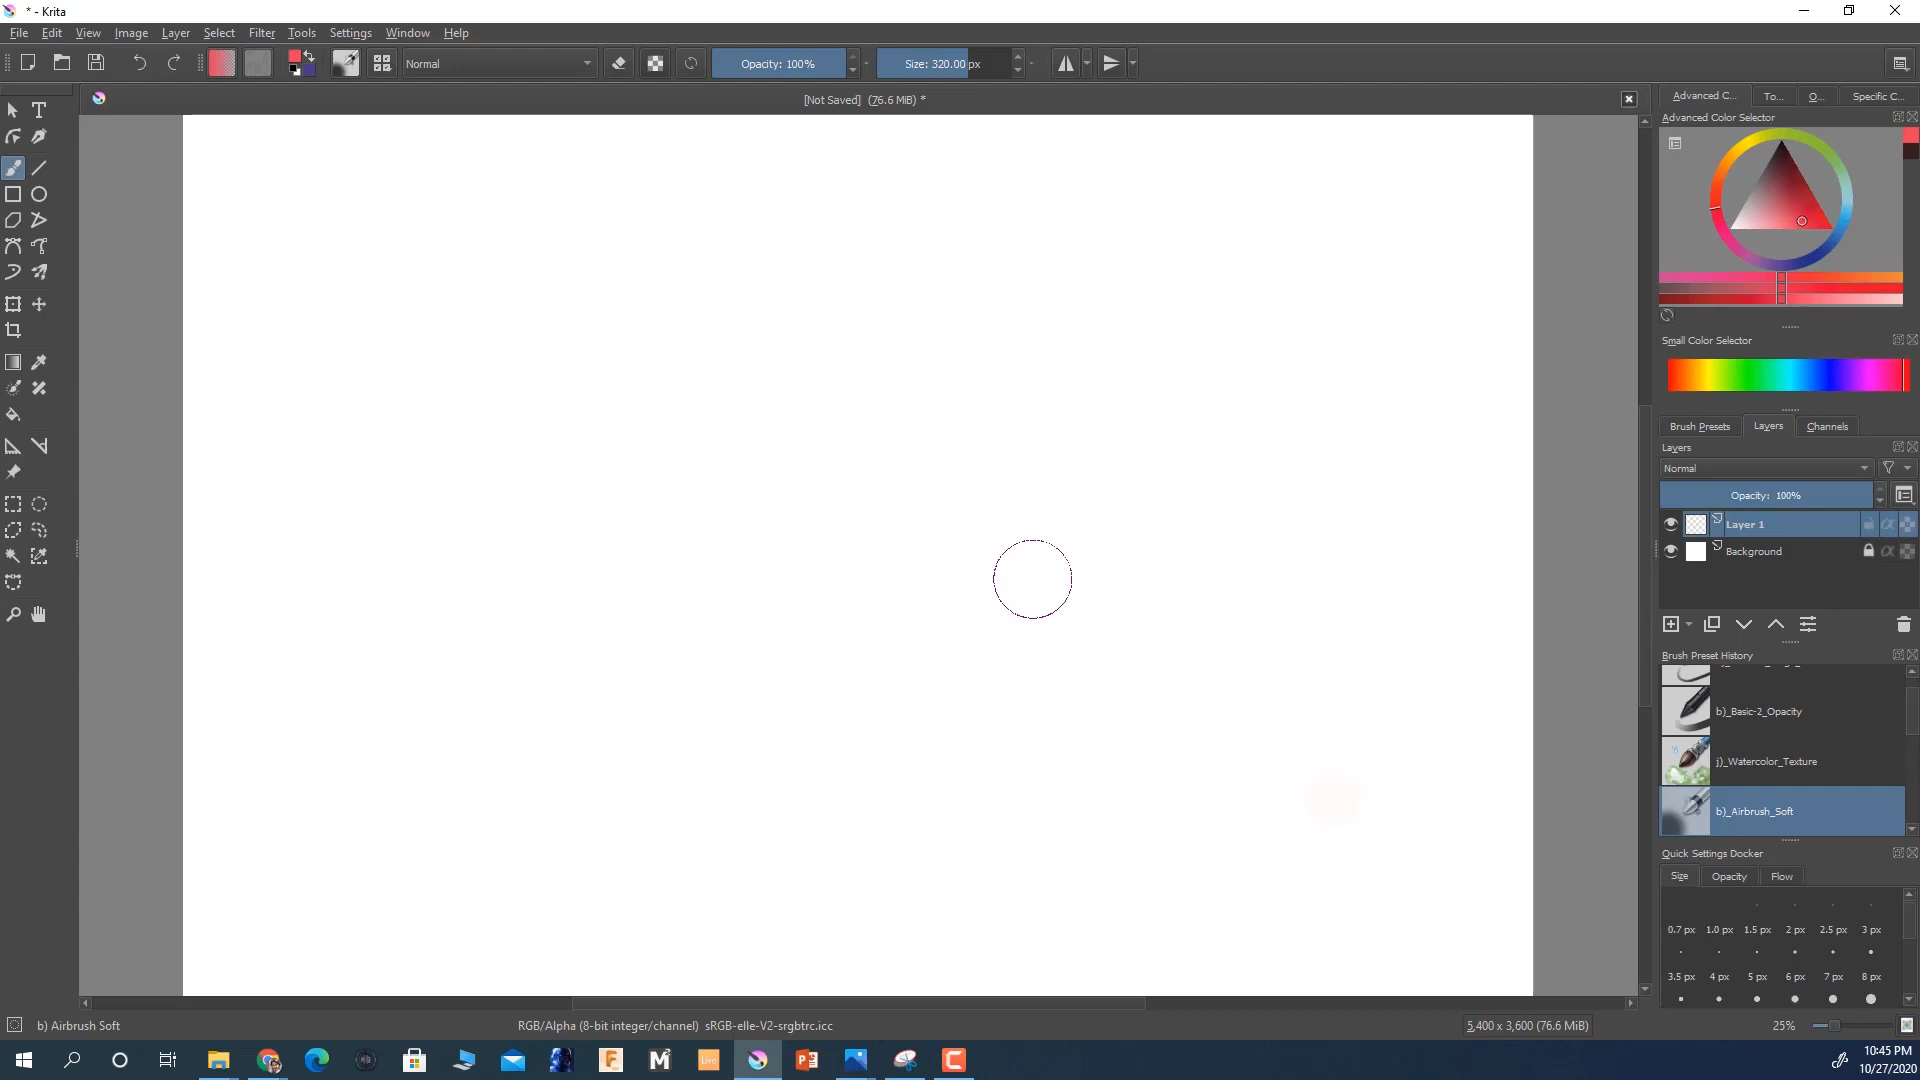 * - Krita
File Edit View Image Layer Select Filter Tools Settings Window Help
Normal Opacity: 100% Size: 320.00 px
[Not Saved] (76.6 MiB) *
Advanced C... To... O... Specific C...
Advanced Color Selector
Small Color Selector
Brush Presets Layers Channels
Layers
Normal
Opacity: 100%
Layer 1
Background
Brush Preset History
b)_Basic-2_Opacity
j)_Watercolor_Texture
b)_Airbrush_Soft
Quick Settings Docker
Size Opacity Flow
0.7 px 1.0 px 1.5 px 2 px 2.5 px 3 px
3.5 px 4 px 5 px 6 px 7 px 8 px
b) Airbrush Soft RGB/Alpha (8-bit integer/channel) sRGB-elle-V2-srgbtrc.icc 5,400 x 3,600 (76.6 MiB) 25%
Live
10:45 PM
10/27/2020